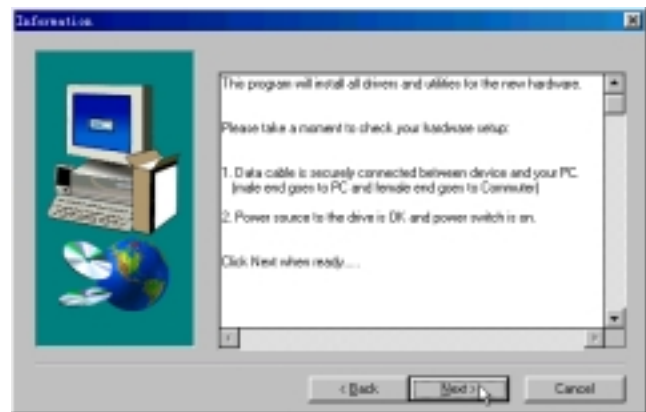 Information
This program will install all drivers and utilities for the new hardware.
Please take a moment to check your hardware setup:
1. Data cable is securely connected between device and your PC.
(male end goes to PC and female end goes to Commuter)
2. Power source to the drive is OK and power switch is on.
Click Next when ready.....
< Back
Next >
Cancel